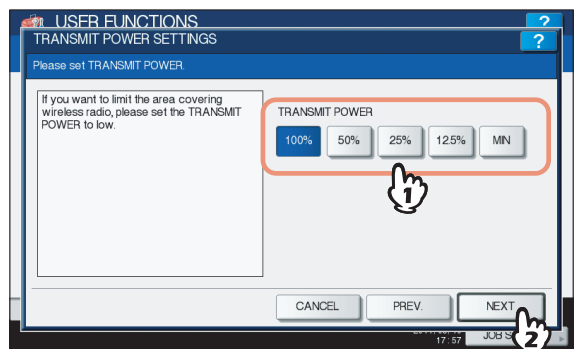 USER FUNCTIONS
?
TRANSMIT POWER SETTINGS
?
Please set TRANSMIT POWER.
If you want to limit the area covering
wireless radio, please set the TRANSMIT
POWER to low.
TRANSMIT POWER
100% 50% 25% 12.5% MIN
1
CANCEL PREV. NEXT
2
17:57 JOB